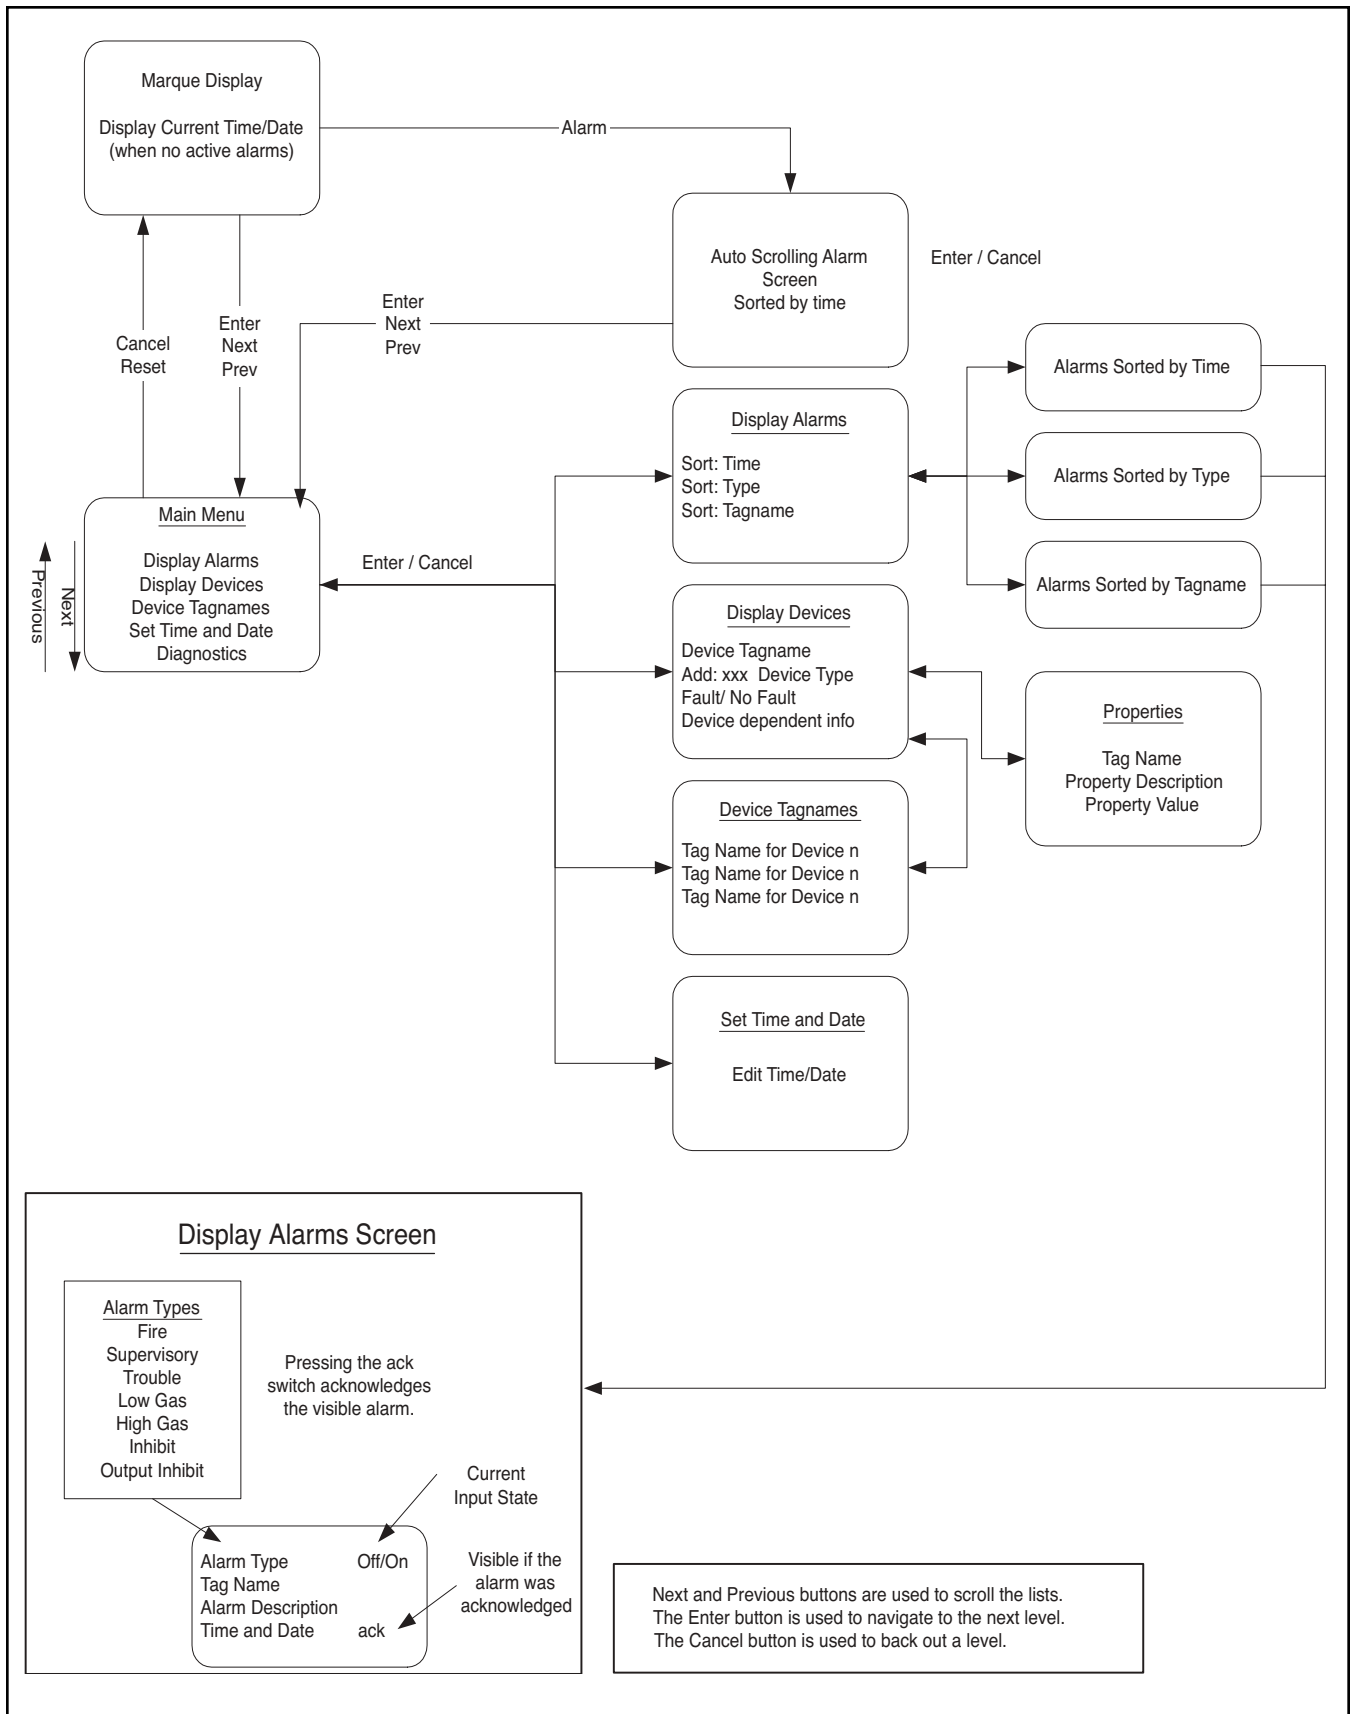 Marque Display
Display Current Time/Date
(when no active alarms)
Alarm
Auto Scrolling Alarm
Screen
Sorted by time
Enter / Cancel
Enter
Next
Prev
Cancel
Reset
Enter
Next
Prev
Alarms Sorted by Time
Display Alarms
Sort: Time
Sort: Type
Sort: Tagname
Alarms Sorted by Type
Main Menu
Display Alarms
Display Devices
Device Tagnames
Set Time and Date
Diagnostics
Previous
Next
Enter / Cancel
Alarms Sorted by Tagname
Display Devices
Device Tagname
Add: xxx Device Type
Fault/ No Fault
Device dependent info
Properties
Tag Name
Property Description
Property Value
Device Tagnames
Tag Name for Device n
Tag Name for Device n
Tag Name for Device n
Set Time and Date
Edit Time/Date
Display Alarms Screen
Alarm Types
Fire
Supervisory
Trouble
Low Gas
High Gas
Inhibit
Output Inhibit
Pressing the ack
switch acknowledges
the visible alarm.
Current
Input State
Alarm Type Off/On
Tag Name
Alarm Description
Time and Date ack
Visible if the
alarm was
acknowledged
Next and Previous buttons are used to scroll the lists.
The Enter button is used to navigate to the next level.
The Cancel button is used to back out a level.